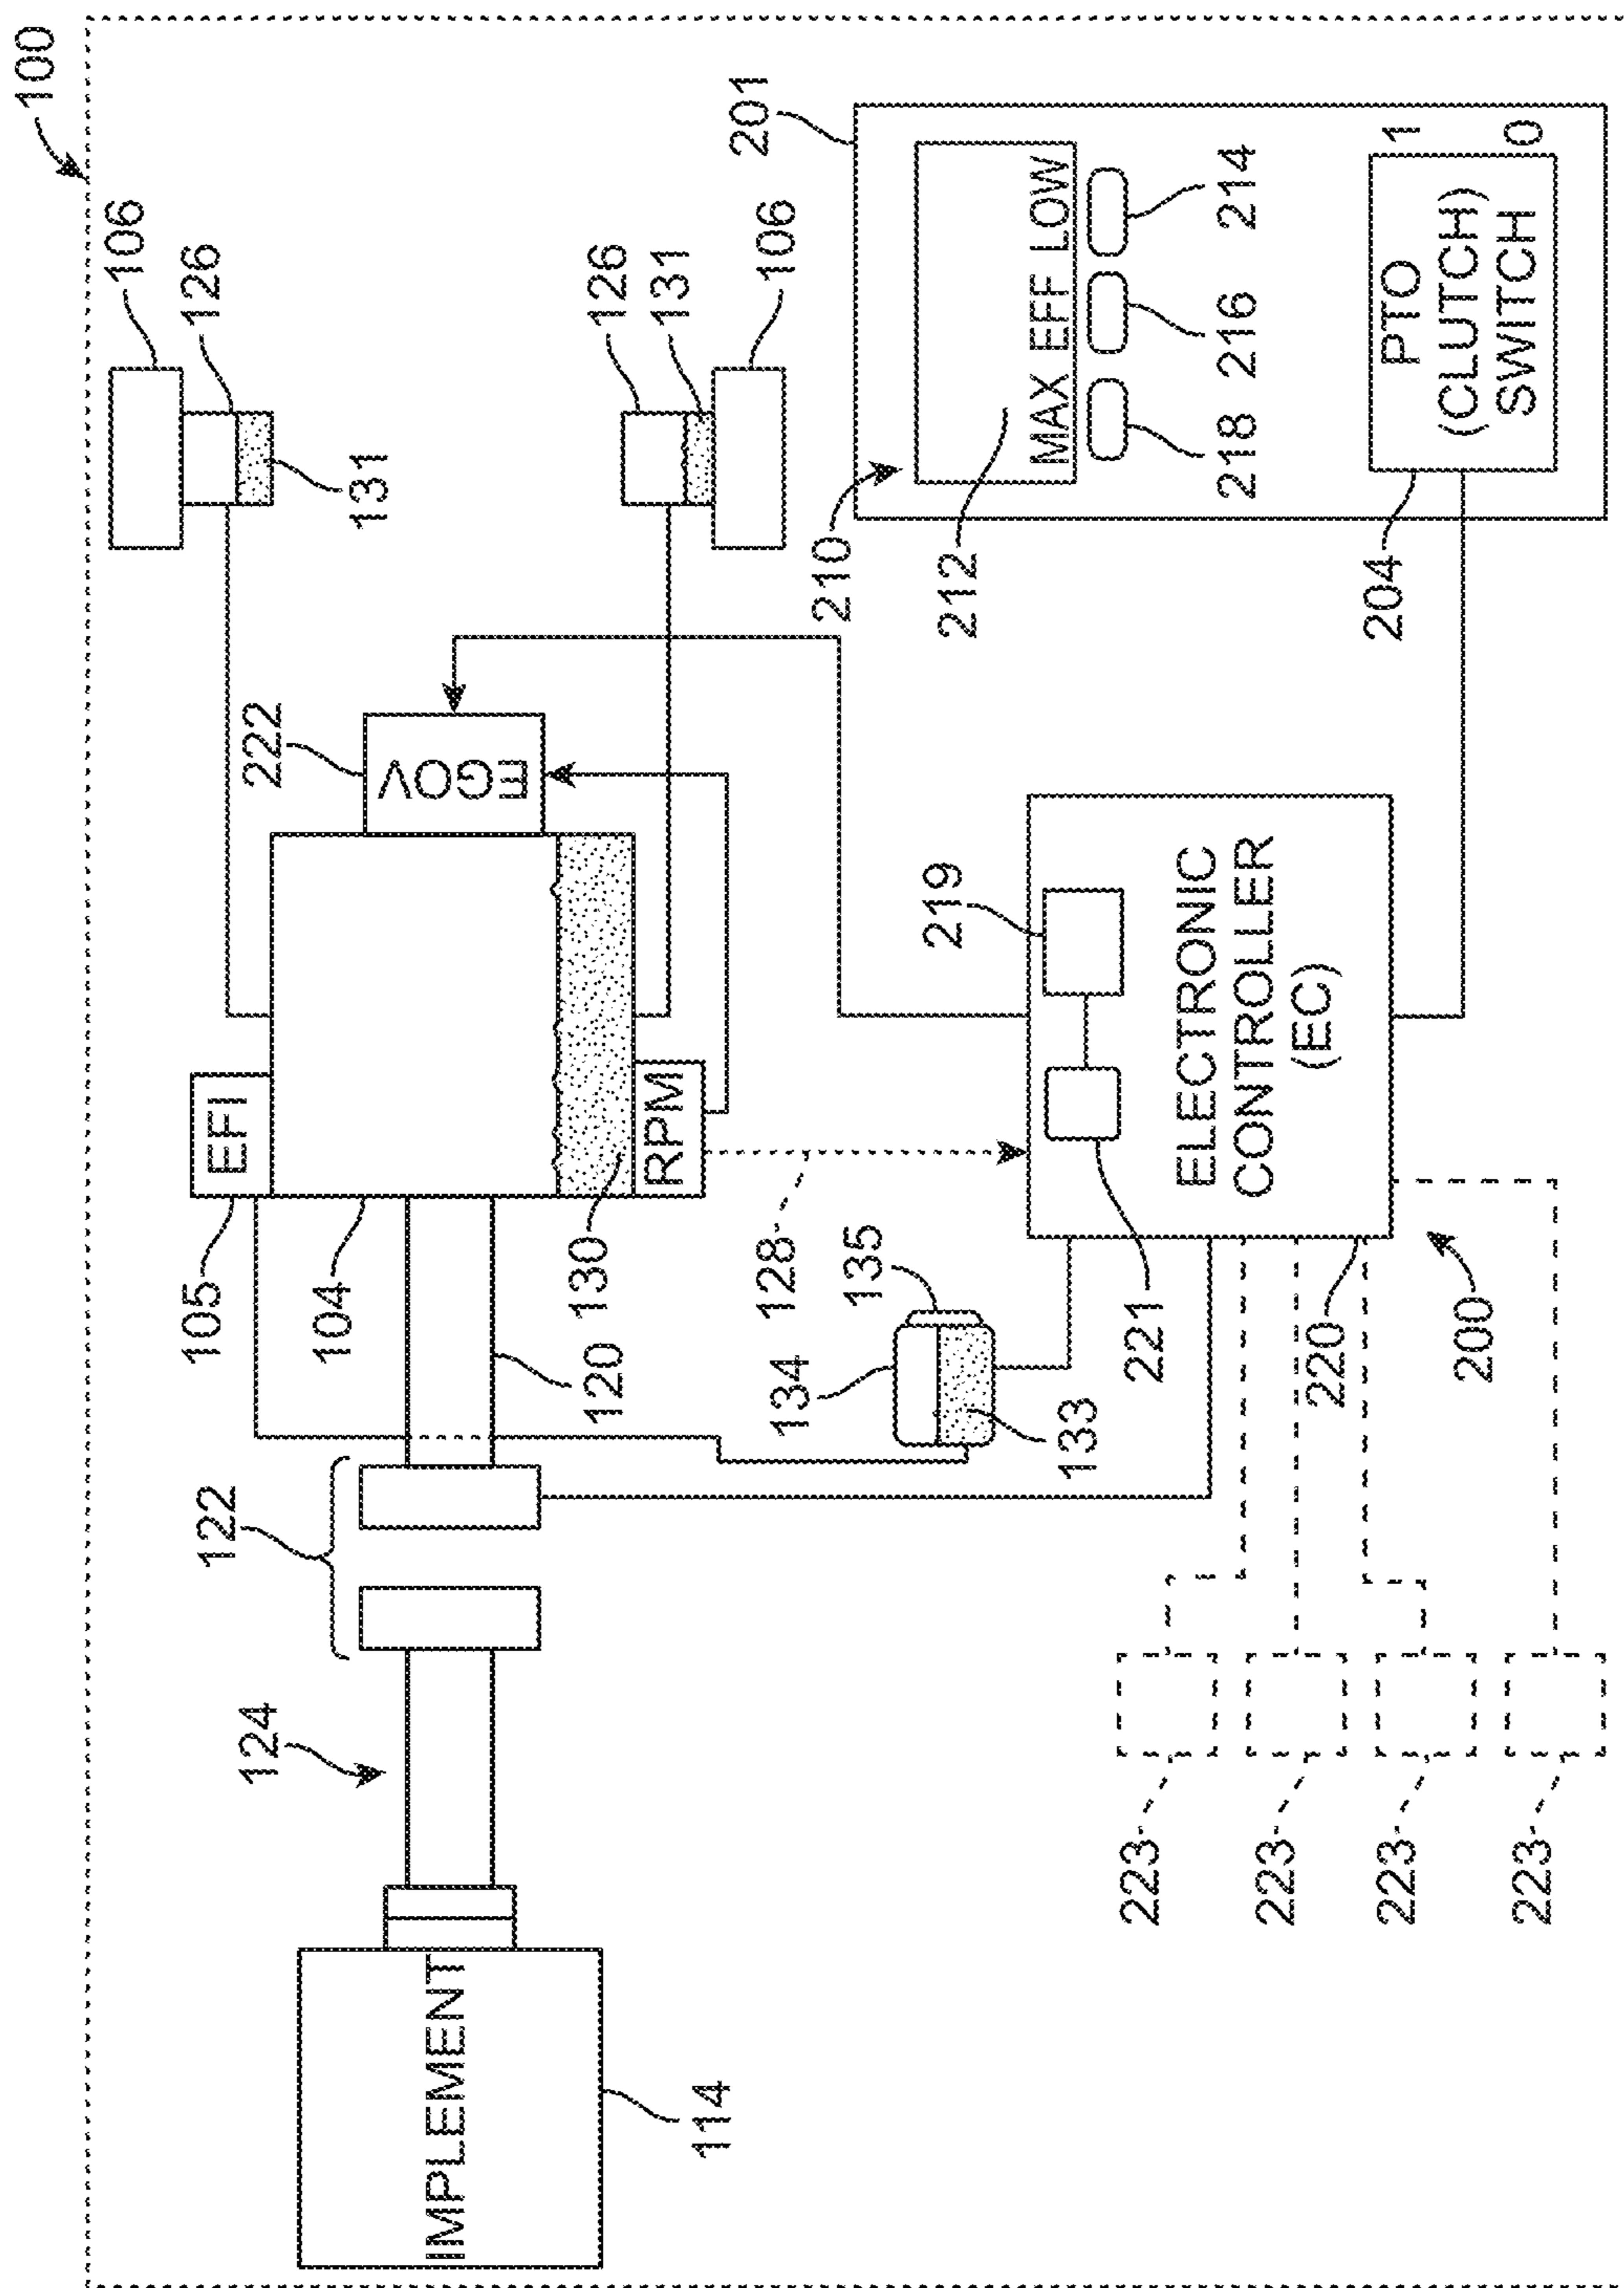 100
106
126
131
126
131
106
222
EGOV
EFI
105
104
130
RPM
120
122
124
IMPLEMENT
114
128
134
135
133
201
210
212
MAX EFF LOW
218 216 214
PTO
(CLUTCH)
SWITCH
1
0
204
219
221
ELECTRONIC
CONTROLLER
(EC)
220
200
223
223
223
223